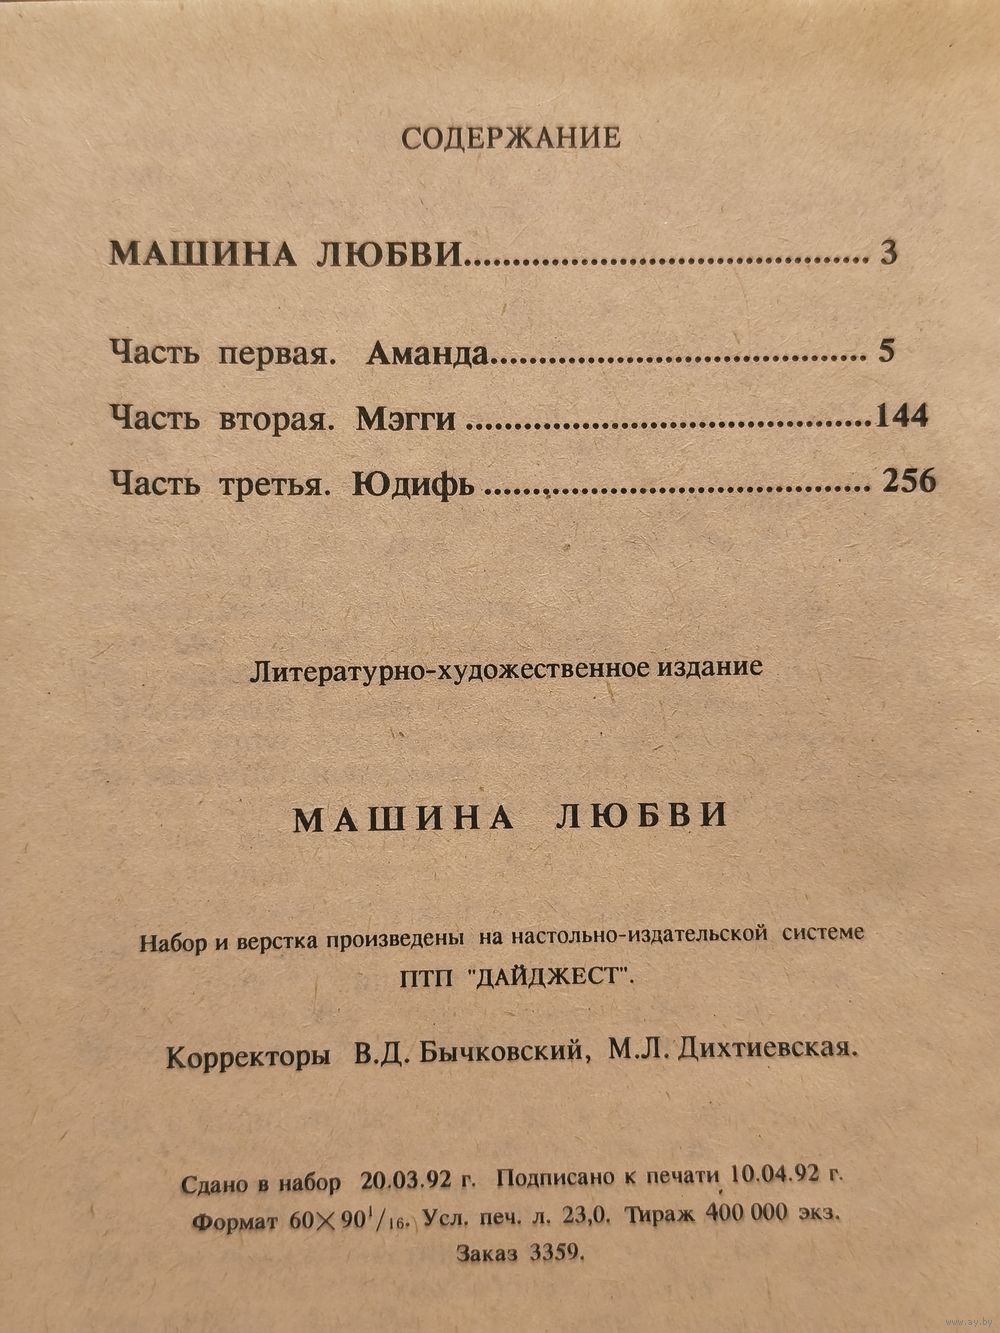 СОДЕРЖАНИЕ
МАШИНА ЛЮБВИ.......................................... 3
Часть первая. Аманда....................................... 5
Часть вторая. Мэгги ..........................................144
Часть третья. Юдифь ........................................ 256
Литературно-художественное издание
МАШИНА ЛЮБВИ
Набор и верстка произведены на настольно-издательской системе
ПТП "ДАЙДЖЕСТ".
Корректоры В.Д. Бычковский, М.Л. Дихтиевская.
Сдано в набор 20.03.92 г. Подписано к печати 10.04.92 г.
Формат 60×90¹/₁₆. Усл. печ. л. 23,0. Тираж 400 000 экз.
Заказ 3359.
www.ay.by